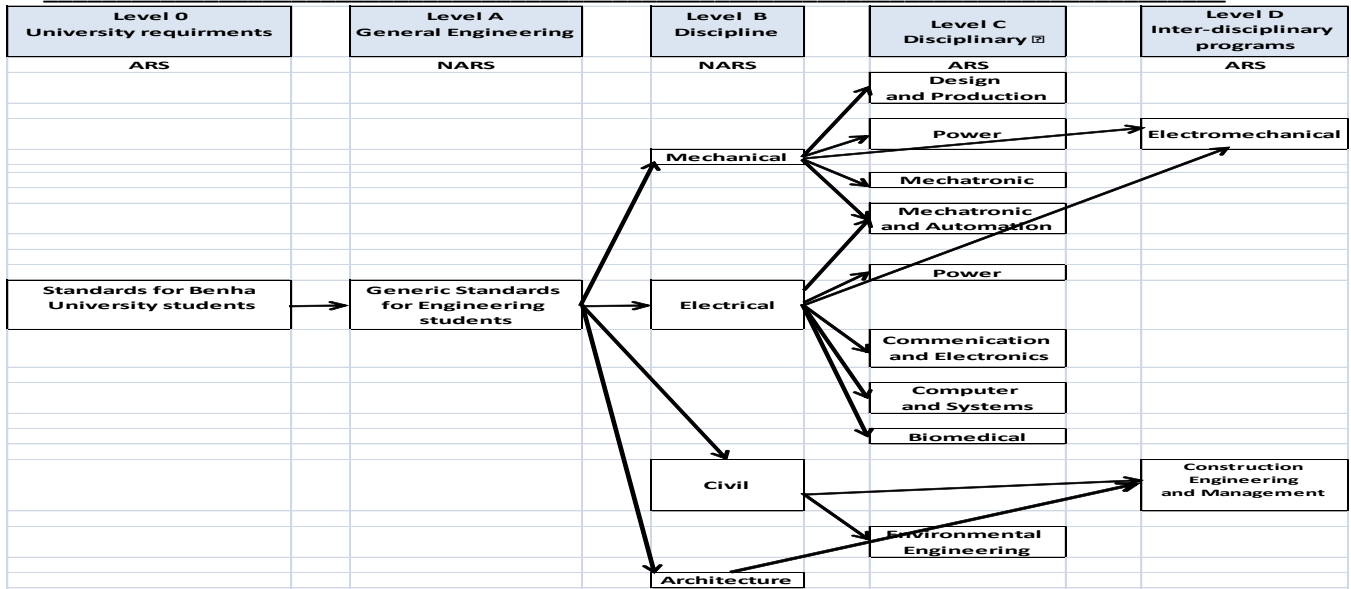 Level 0
University requirments
Level A
General Engineering
Level B
Discipline
Level C
Disciplinary
Level D
Inter-disciplinary
programs
ARS
NARS
NARS
ARS
ARS
Design
and Production
Power
Electromechanical
Mechanical
Mechatronic
Mechatronic
and Automation
Power
Standards for Benha
University students
Generic Standards
for Engineering
students
Electrical
Commenication
and Electronics
Computer
and Systems
Biomedical
Civil
Construction
Engineering
and Management
Environmental
Engineering
Architecture